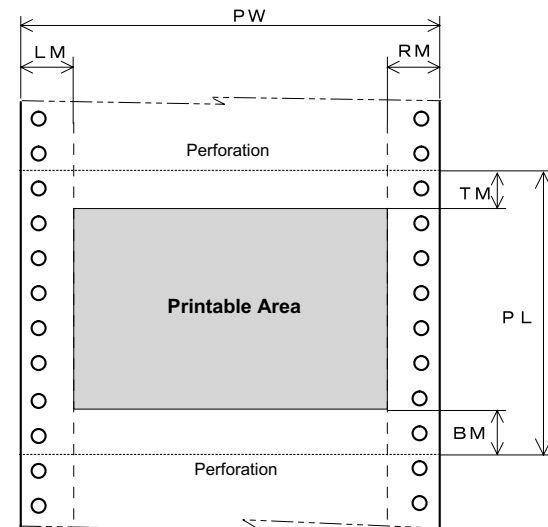 PW
LM
RM
Perforation
TM
Printable Area
PL
BM
Perforation